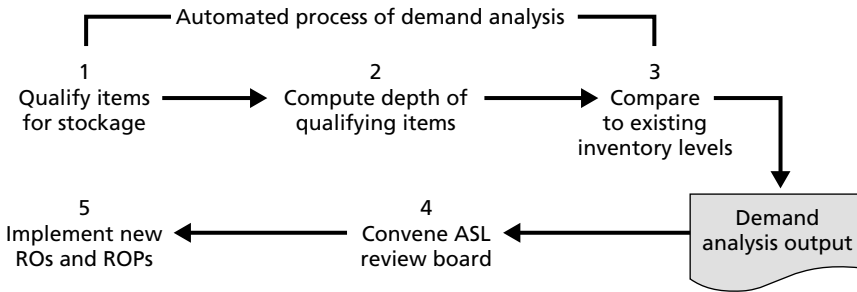 Automated process of demand analysis
1
Qualify items
for stockage
2
Compute depth of
qualifying items
3
Compare
to existing
inventory levels
Demand
analysis output
4
Convene ASL
review board
5
Implement new
ROs and ROPs